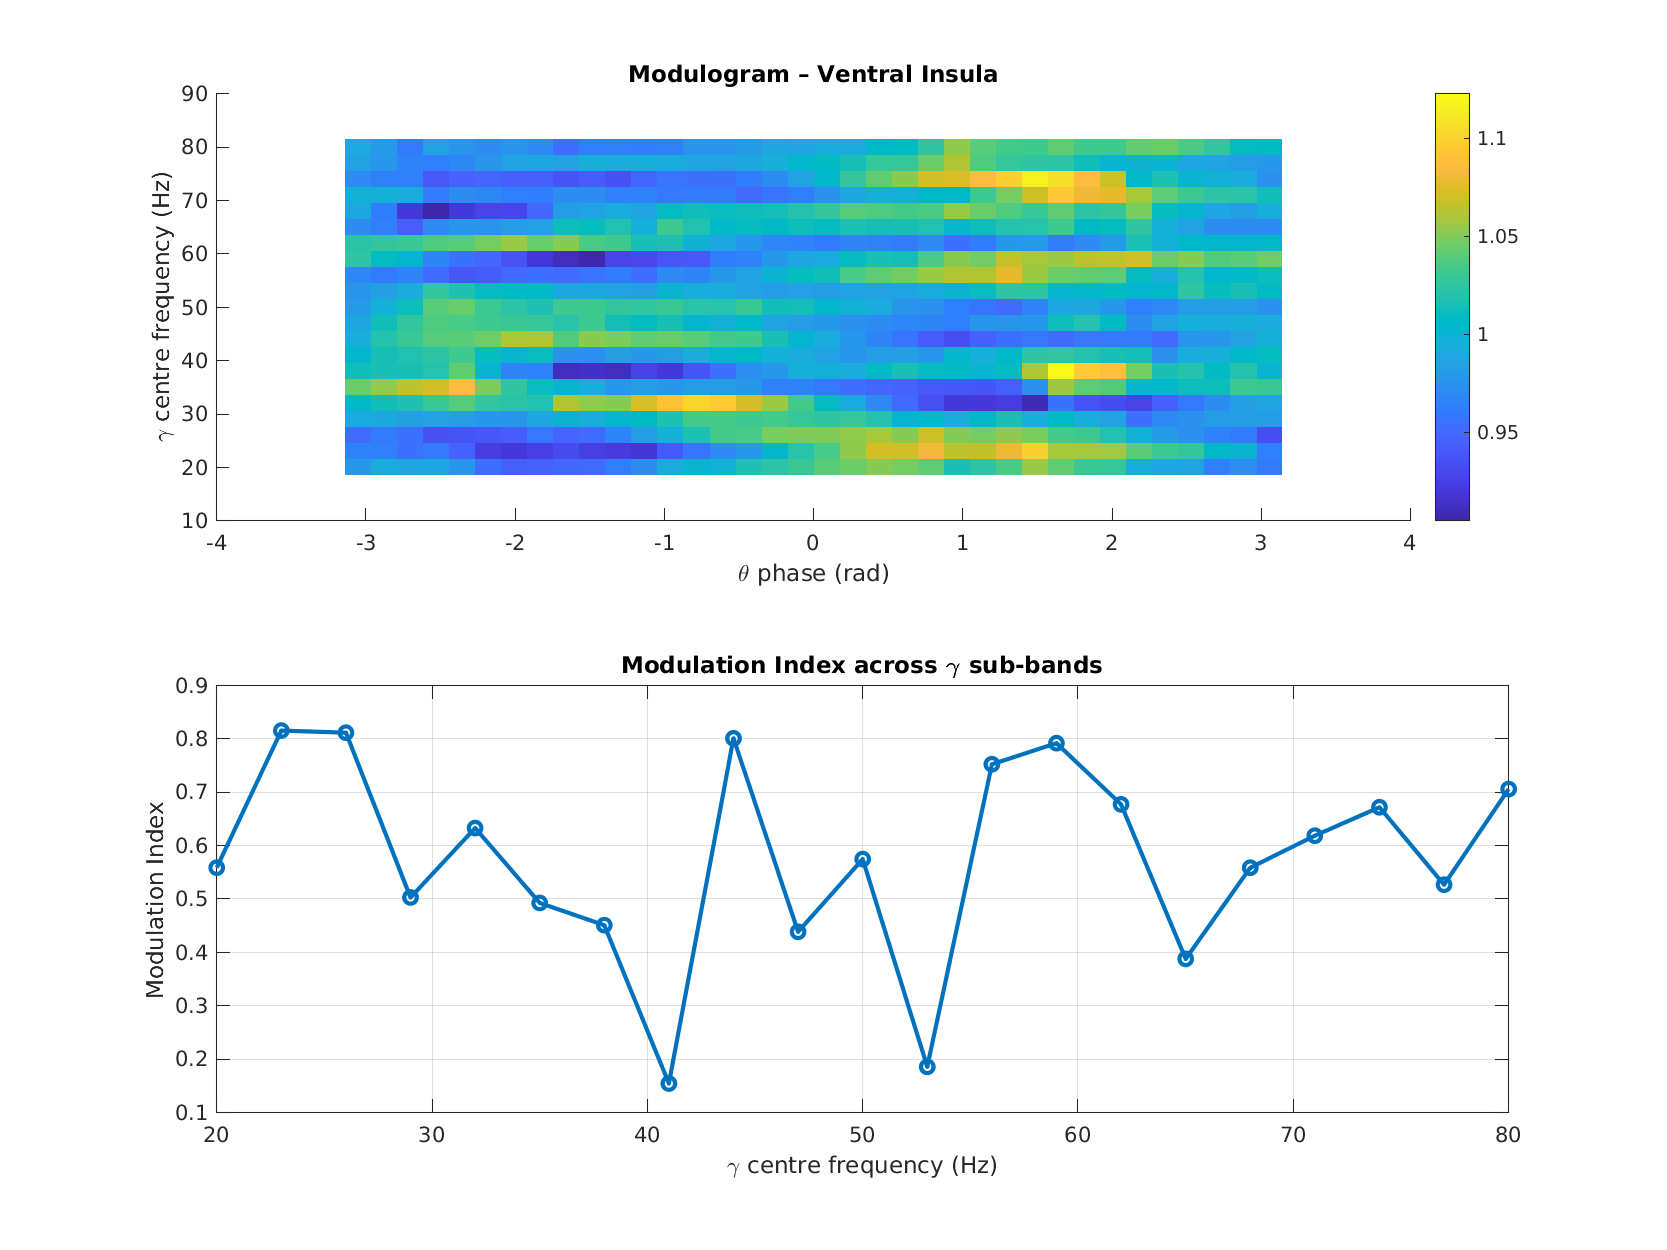 Modulogram – Ventral Insula
90
80
70
60
50
40
30
20
10
γ centre frequency (Hz)
-4 -3 -2 -1 0 1 2 3 4
θ phase (rad)
1.1
1.05
1
0.95
Modulation Index across γ sub-bands
0.9
0.8
0.7
0.6
0.5
0.4
0.3
0.2
0.1
Modulation Index
20 30 40 50 60 70 80
γ centre frequency (Hz)